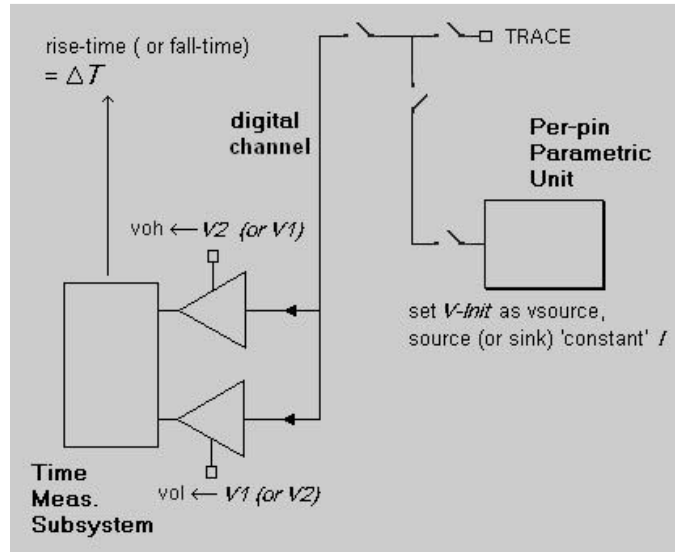 rise-time ( or fall-time)
= ΔT
TRACE
digital
channel
Per-pin
Parametric
Unit
voh ← V2 (or V1)
set V-Init as vsource,
source (or sink) 'constant' I
Time
Meas.
Subsystem
vol ← V1 (or V2)